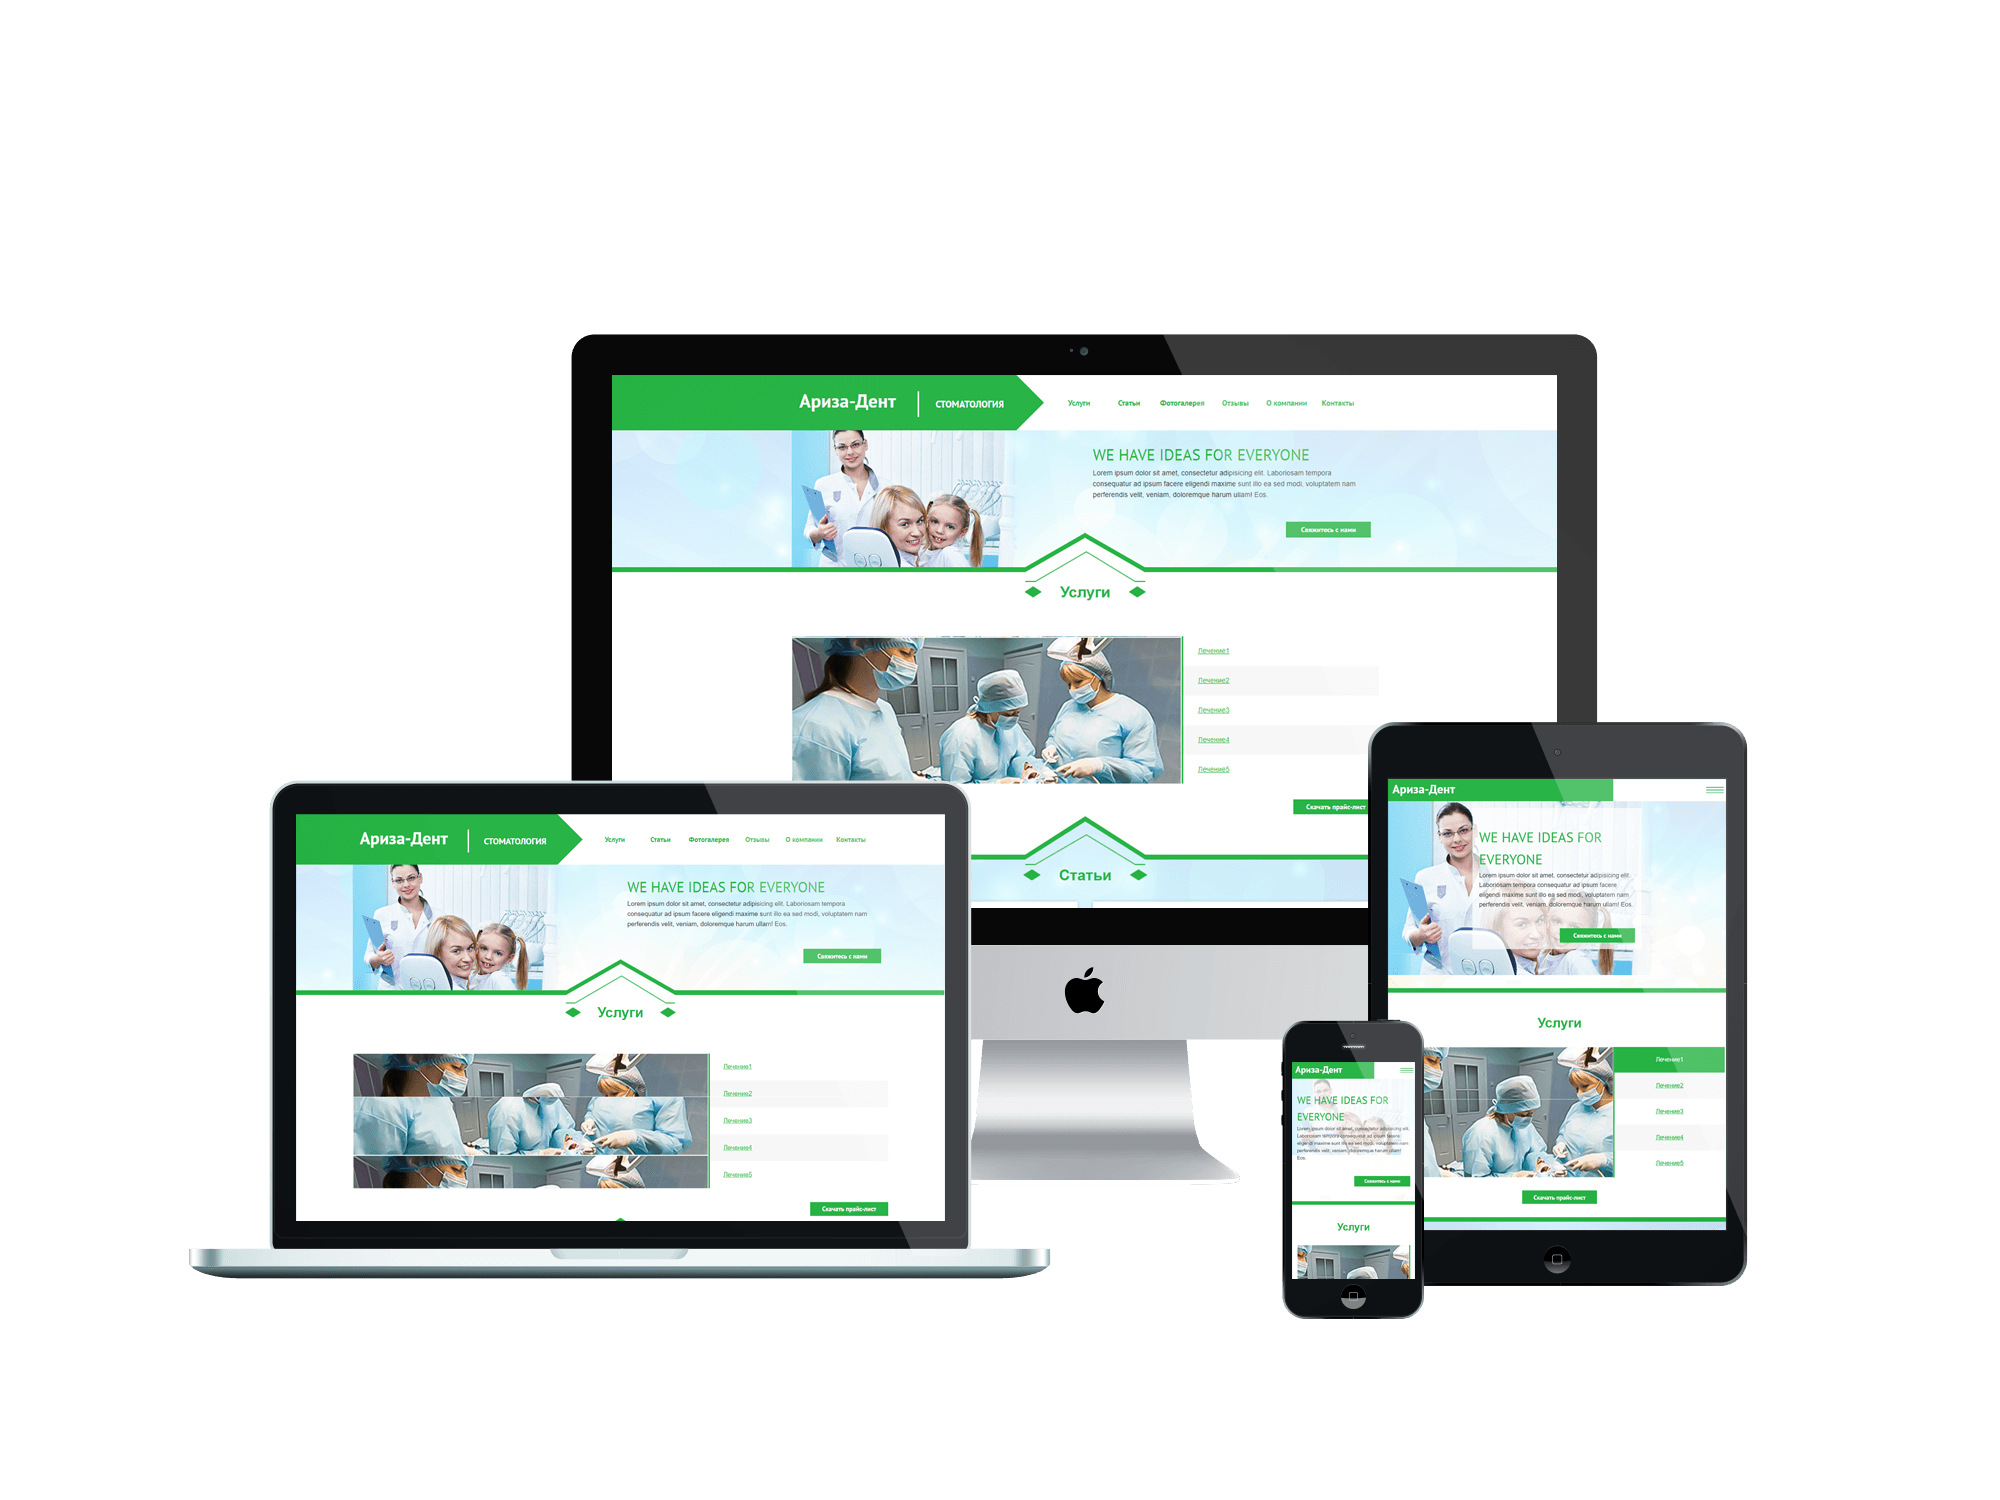 Ариза-Дент
СТОМАТОЛОГИЯ
Услуги
Статьи
Фотогалерея
Отзывы
О компании
Контакты
WE HAVE IDEAS FOR EVERYONE
Lorem ipsum dolor sit amet, consectetur adipisicing elit. Laboriosam tempora
consequatur ad ipsum facere eligendi maxime sunt illo ea sed modi, voluptatem nam
perferendis velit, veniam, doloremque harum ullam! Eos.
Свяжитесь с нами
Услуги
Лечение1
Лечение2
Лечение3
Лечение4
Лечение5
Скачать прайс-лист
Статьи
Ариза-Дент
СТОМАТОЛОГИЯ
Услуги
Статьи
Фотогалерея
Отзывы
О компании
Контакты
WE HAVE IDEAS FOR EVERYONE
Lorem ipsum dolor sit amet, consectetur adipisicing elit. Laboriosam tempora
consequatur ad ipsum facere eligendi maxime sunt illo ea sed modi, voluptatem nam
perferendis velit, veniam, doloremque harum ullam! Eos.
Свяжитесь с нами
Услуги
Лечение1
Лечение2
Лечение3
Лечение4
Лечение5
Скачать прайс-лист
Ариза-Дент
WE HAVE IDEAS FOR
EVERYONE
Lorem ipsum dolor sit amet, consectetur adipisicing elit.
Laboriosam tempora consequatur ad ipsum facere
eligendi maxime sunt illo ea sed modi, voluptatem nam
perferendis velit, veniam, doloremque harum ullam! Eos.
Свяжитесь с нами
Услуги
Лечение1
Лечение2
Лечение3
Лечение4
Лечение5
Скачать прайс-лист
Ариза-Дент
WE HAVE IDEAS FOR
EVERYONE
Lorem ipsum dolor sit amet, consectetur adipisicing elit.
Laboriosam tempora consequatur ad ipsum facere
eligendi maxime sunt illo ea sed modi, voluptatem nam
perferendis velit, veniam, doloremque harum ullam!
Eos.
Свяжитесь с нами
Услуги